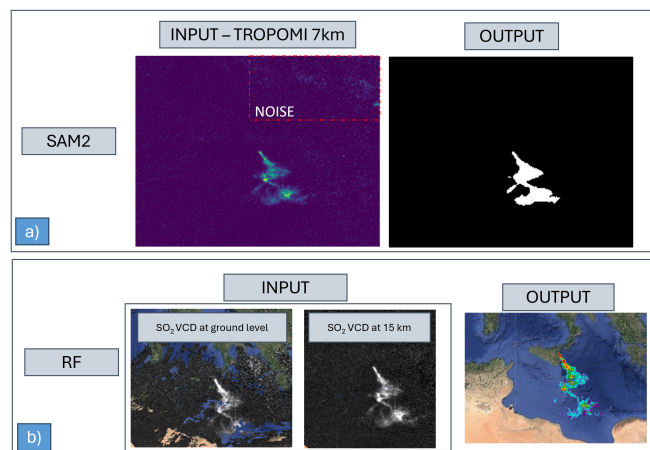 INPUT – TROPOMI 7km
OUTPUT
NOISE
SAM2
a)
INPUT
OUTPUT
SO₂ VCD at ground level
SO₂ VCD at 15 km
RF
b)